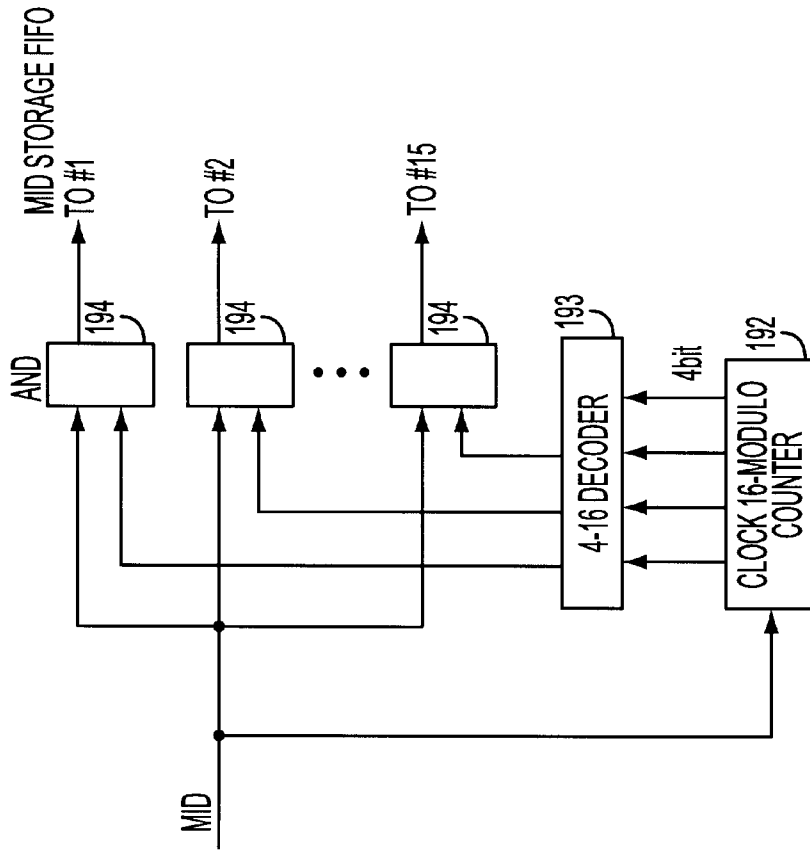 MID STORAGE FIFO
TO #1
AND
194
TO #2
194
TO #15
194
193
4-16 DECODER
4bit
192
CLOCK 16-MODULO
COUNTER
MID